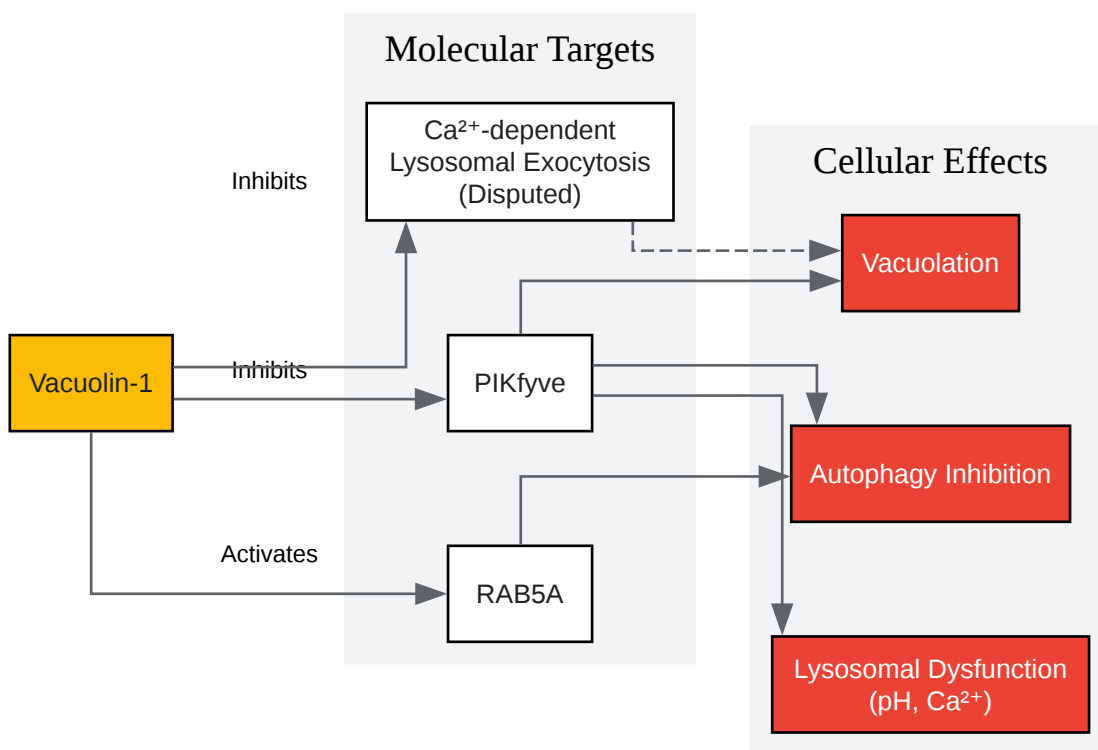 Molecular Targets
Ca²⁺-dependent
Lysosomal Exocytosis
(Disputed)
Cellular Effects
Inhibits
Vacuolation
Inhibits
Vacuolin-1
PIKfyve
Autophagy Inhibition
Activates
RAB5A
Lysosomal Dysfunction
(pH, Ca²⁺)